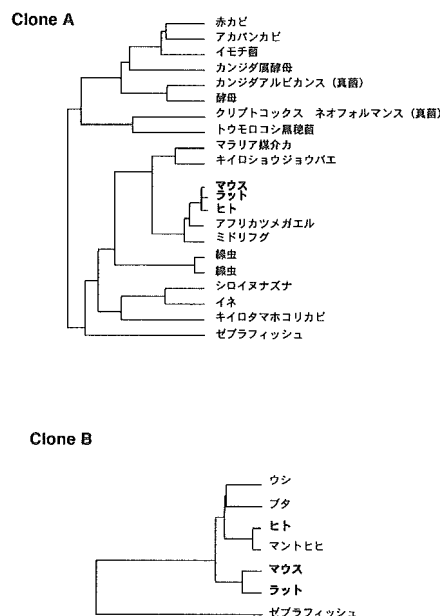 Clone A
赤カビ
アカパンカビ
イモチ菌
カンジダ属酵母
カンジダアルビカンス（真菌）
酵母
クリプトコックス ネオフォルマンス（真菌）
トウモロコシ黒穂菌
マラリア媒介カ
キイロショウジョウバエ
マウス
ラット
ヒト
アフリカツメガエル
ミドリフグ
線虫
線虫
シロイヌナズナ
イネ
キイロタマホコリカビ
ゼブラフィッシュ
Clone B
ウシ
ブタ
ヒト
マントヒヒ
マウス
ラット
ゼブラフィッシュ